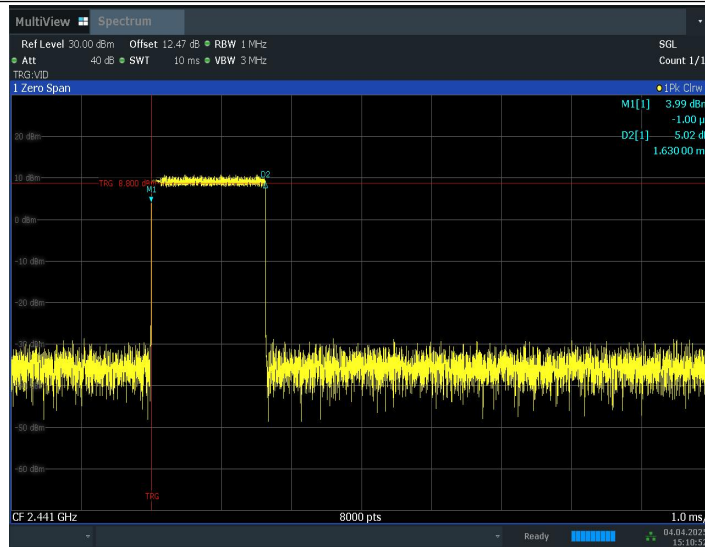 MultiView Spectrum
Ref Level 30.00 dBm Offset 12.47 dB RBW 1 MHz SGL
Att 40 dB SWT 10 ms VBW 3 MHz Count 1/1
TRG:VID
1 Zero Span 1Pk Clrw
M1[1] 3.99 dBm
-1.00 µ
D2[1] 5.02 d
1.630 00 m
20 dBm
10 dBm
TRG 8.800 dBm
D2
M1
0 dBm
-10 dBm
-20 dBm
-30 dBm
-50 dBm
-60 dBm
TRG
CF 2.441 GHz 8000 pts 1.0 ms/
Ready 04.04.2025
15:10:52